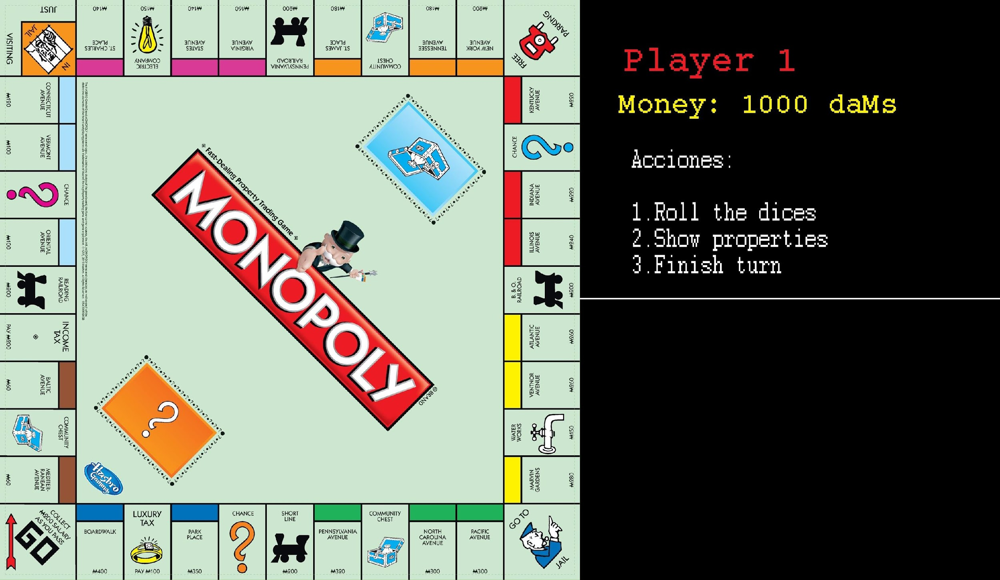 JUST
VISITING
IN
JAIL
₩140
ST. CHARLES
PLACE
₩150
ELECTRIC
COMPANY
₩140
STATES
AVENUE
₩160
VIRGINIA
AVENUE
₩200
PENNSYLVANIA
RAILROAD
₩180
ST. JAMES
PLACE
COMMUNITY
CHEST
₩180
TENNESSEE
AVENUE
₩200
NEW YORK
AVENUE
FREE
PARKING
KENTUCKY
AVENUE
₩220
CHANCE
?
INDIANA
AVENUE
₩220
ILLINOIS
AVENUE
₩240
B. & O.
RAILROAD
₩200
ATLANTIC
AVENUE
₩260
VENTNOR
AVENUE
₩260
WATER
WORKS
₩150
MARVIN
GARDENS
₩280
GO TO
JAIL
PACIFIC
AVENUE
₩300
NORTH
CAROLINA
AVENUE
₩300
COMMUNITY
CHEST
PENNSYLVANIA
AVENUE
₩320
SHORT
LINE
₩200
CHANCE
?
PARK
PLACE
₩350
LUXURY
TAX
PAY ₩100
BOARDWALK
₩400
COLLECT
₩200 SALARY
AS YOU PASS
GO
MEDITER-
RANEAN
AVENUE
₩60
COMMUNITY
CHEST
BALTIC
AVENUE
₩60
INCOME
TAX
PAY ₩200
READING
RAILROAD
₩200
ORIENTAL
AVENUE
₩100
CHANCE
?
VERMONT
AVENUE
₩100
CONNECTICUT
AVENUE
₩120
Fast-Dealing Property Trading Game
MONOPOLY
® BRAND
?
Hasbro
Gaming
Player 1
Money: 1000 daMs
Acciones:
1.Roll the dices
2.Show properties
3.Finish turn